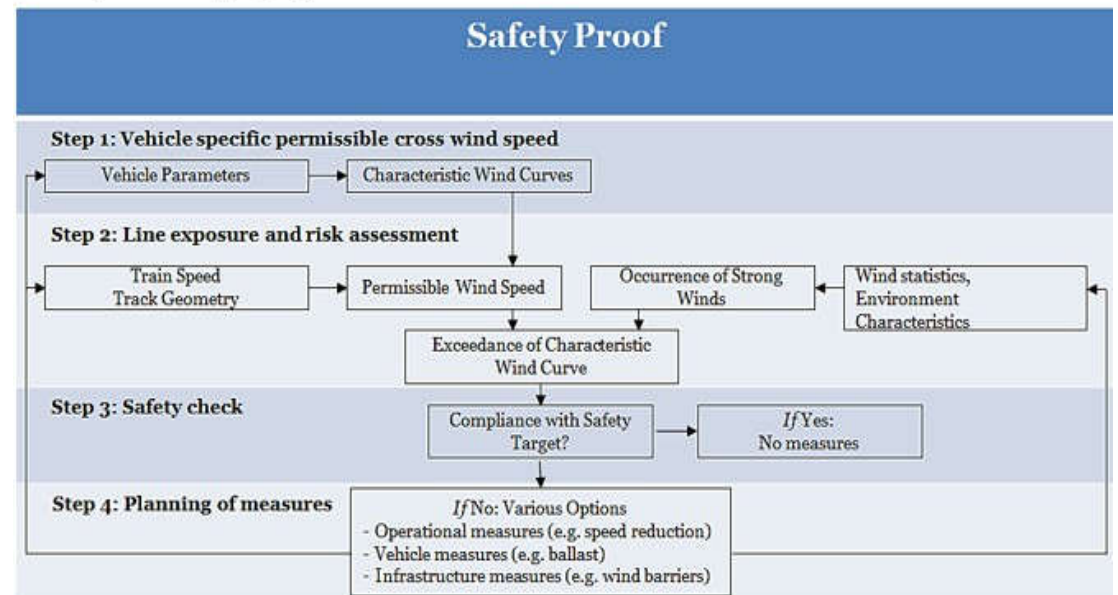 Safety Proof
Step 1: Vehicle specific permissible cross wind speed
Vehicle Parameters
Characteristic Wind Curves
Step 2: Line exposure and risk assessment
Train Speed
Track Geometry
Permissible Wind Speed
Occurrence of Strong
Winds
Wind statistics,
Environment
Characteristics
Exceedance of Characteristic
Wind Curve
Step 3: Safety check
Compliance with Safety
Target?
If Yes:
No measures
Step 4: Planning of measures
If No: Various Options
- Operational measures (e.g. speed reduction)
- Vehicle measures (e.g. ballast)
- Infrastructure measures (e.g. wind barriers)